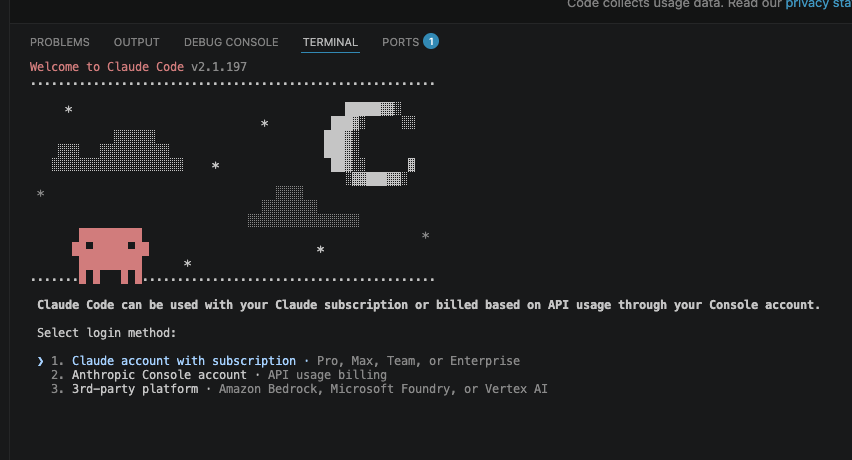 Code collects usage data. Read our privacy sta
PROBLEMS OUTPUT DEBUG CONSOLE TERMINAL PORTS 1
Welcome to Claude Code v2.1.197
Claude Code can be used with your Claude subscription or billed based on API usage through your Console account.
Select login method:
❯ 1. Claude account with subscription · Pro, Max, Team, or Enterprise
2. Anthropic Console account · API usage billing
3. 3rd-party platform · Amazon Bedrock, Microsoft Foundry, or Vertex AI